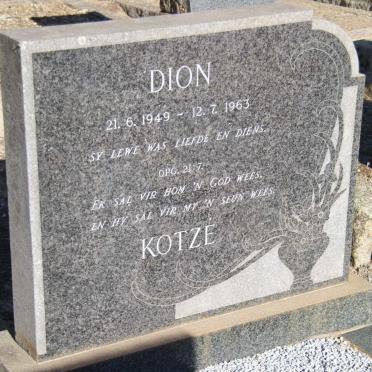 DION
21. 6. 1949 - 12. 7. 1963
SY LEWE WAS LIEFDE EN DIENS.
OPG. 21:7.
EK SAL VIR HOM 'N GOD WEES,
EN HY SAL VIR MY 'N SEUN WEES.
KOTZÉ